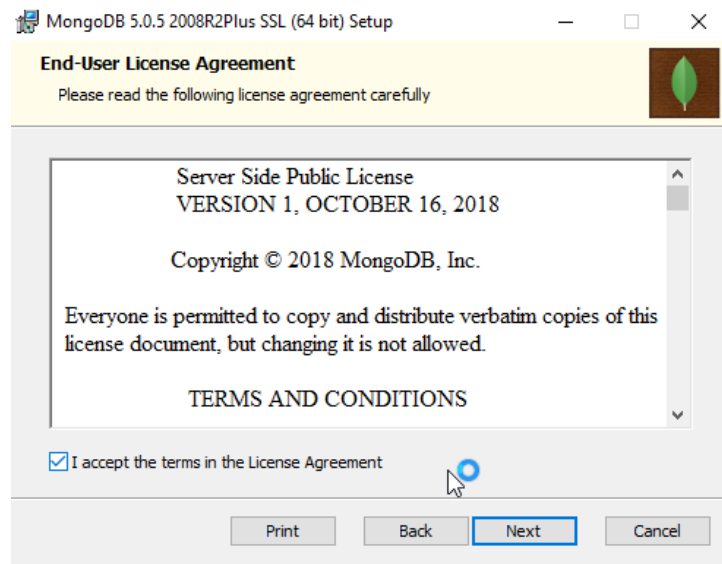 MongoDB 5.0.5 2008R2Plus SSL (64 bit) Setup
End-User License Agreement
Please read the following license agreement carefully
Server Side Public License
VERSION 1, OCTOBER 16, 2018
Copyright © 2018 MongoDB, Inc.
Everyone is permitted to copy and distribute verbatim copies of this
license document, but changing it is not allowed.
TERMS AND CONDITIONS
I accept the terms in the License Agreement
Print Back Next Cancel